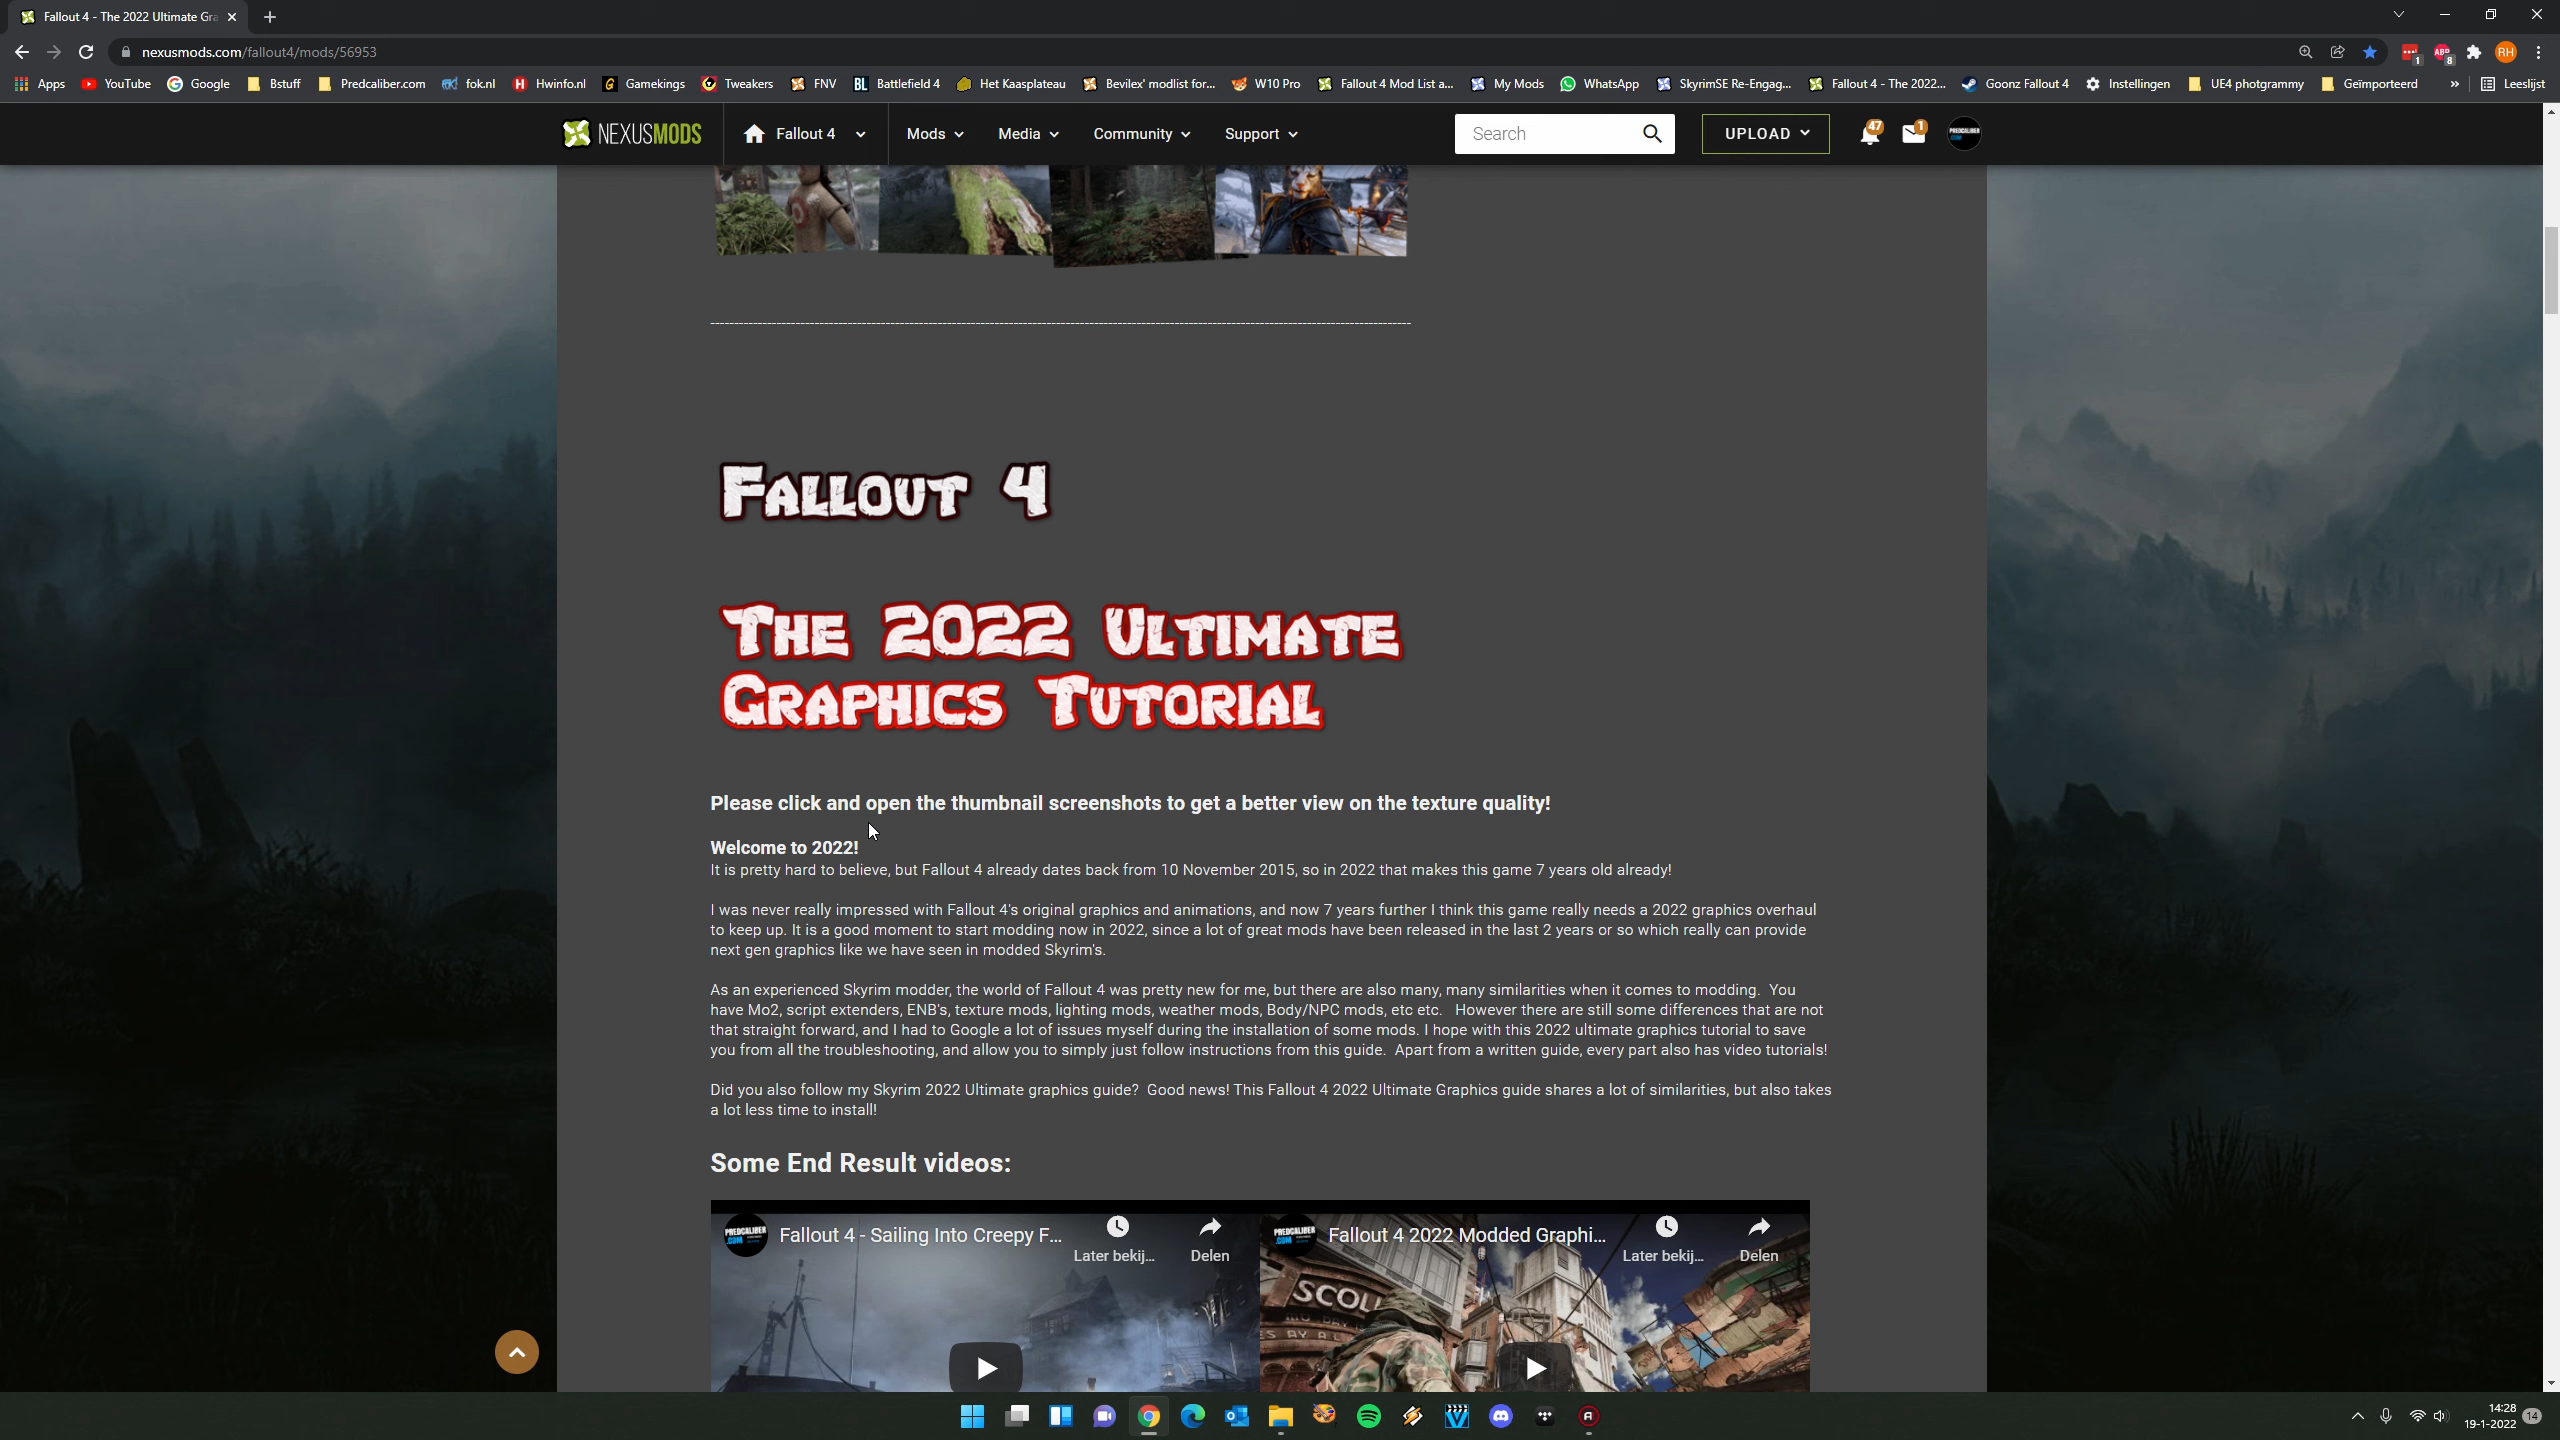 Fallout 4 - The 2022 Ultimate Gra
nexusmods.com/fallout4/mods/56953
1
ABP
8
RH
Apps
YouTube
Google
Bstuff
Predcaliber.com
fok.nl
Hwinfo.nl
Gamekings
Tweakers
FNV
BL
Battlefield 4
Het Kaasplateau
Bevilex' modlist for...
W10 Pro
Fallout 4 Mod List a...
My Mods
WhatsApp
SkyrimSE Re-Engag...
Fallout 4 - The 2022...
Goonz Fallout 4
Instellingen
UE4 photgrammy
Geïmporteerd
»
Leeslijst
NEXUSMODS
Fallout 4
Mods
Media
Community
Support
Search
UPLOAD
47
1
PREDCALIBER
.COM
----------------------------------------------------------------------------------------------------------------------------------------------
Fallout 4
The 2022 Ultimate
Graphics Tutorial
Please click and open the thumbnail screenshots to get a better view on the texture quality!
Welcome to 2022!
It is pretty hard to believe, but Fallout 4 already dates back from 10 November 2015, so in 2022 that makes this game 7 years old already!
I was never really impressed with Fallout 4's original graphics and animations, and now 7 years further I think this game really needs a 2022 graphics overhaul
to keep up. It is a good moment to start modding now in 2022, since a lot of great mods have been released in the last 2 years or so which really can provide
next gen graphics like we have seen in modded Skyrim's.
As an experienced Skyrim modder, the world of Fallout 4 was pretty new for me, but there are also many, many similarities when it comes to modding.  You
have Mo2, script extenders, ENB's, texture mods, lighting mods, weather mods, Body/NPC mods, etc etc.   However there are still some differences that are not
that straight forward, and I had to Google a lot of issues myself during the installation of some mods. I hope with this 2022 ultimate graphics tutorial to save
you from all the troubleshooting, and allow you to simply just follow instructions from this guide.  Apart from a written guide, every part also has video tutorials!
Did you also follow my Skyrim 2022 Ultimate graphics guide?  Good news! This Fallout 4 2022 Ultimate Graphics guide shares a lot of similarities, but also takes
a lot less time to install!
Some End Result videos:
PREDCALIBER
.COM
Fallout 4 - Sailing Into Creepy F...
Later bekij...
Delen
PREDCALIBER
.COM
Fallout 4 2022 Modded Graphi...
Later bekij...
Delen
SCOLL
14:28
19-1-2022
14